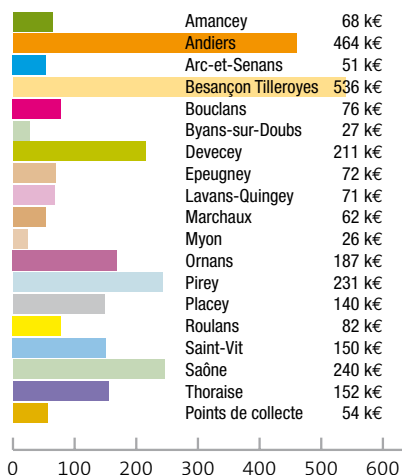 Amancey 68 k€
Andiers 464 k€
Arc-et-Senans 51 k€
Besançon Tilleroyes 536 k€
Bouclans 76 k€
Byans-sur-Doubs 27 k€
Devecey 211 k€
Epeugney 72 k€
Lavans-Quingey 71 k€
Marchaux 62 k€
Myon 26 k€
Ornans 187 k€
Pirey 231 k€
Placey 140 k€
Roulans 82 k€
Saint-Vit 150 k€
Saône 240 k€
Thoraise 152 k€
Points de collecte 54 k€
0 100 200 300 400 500 600